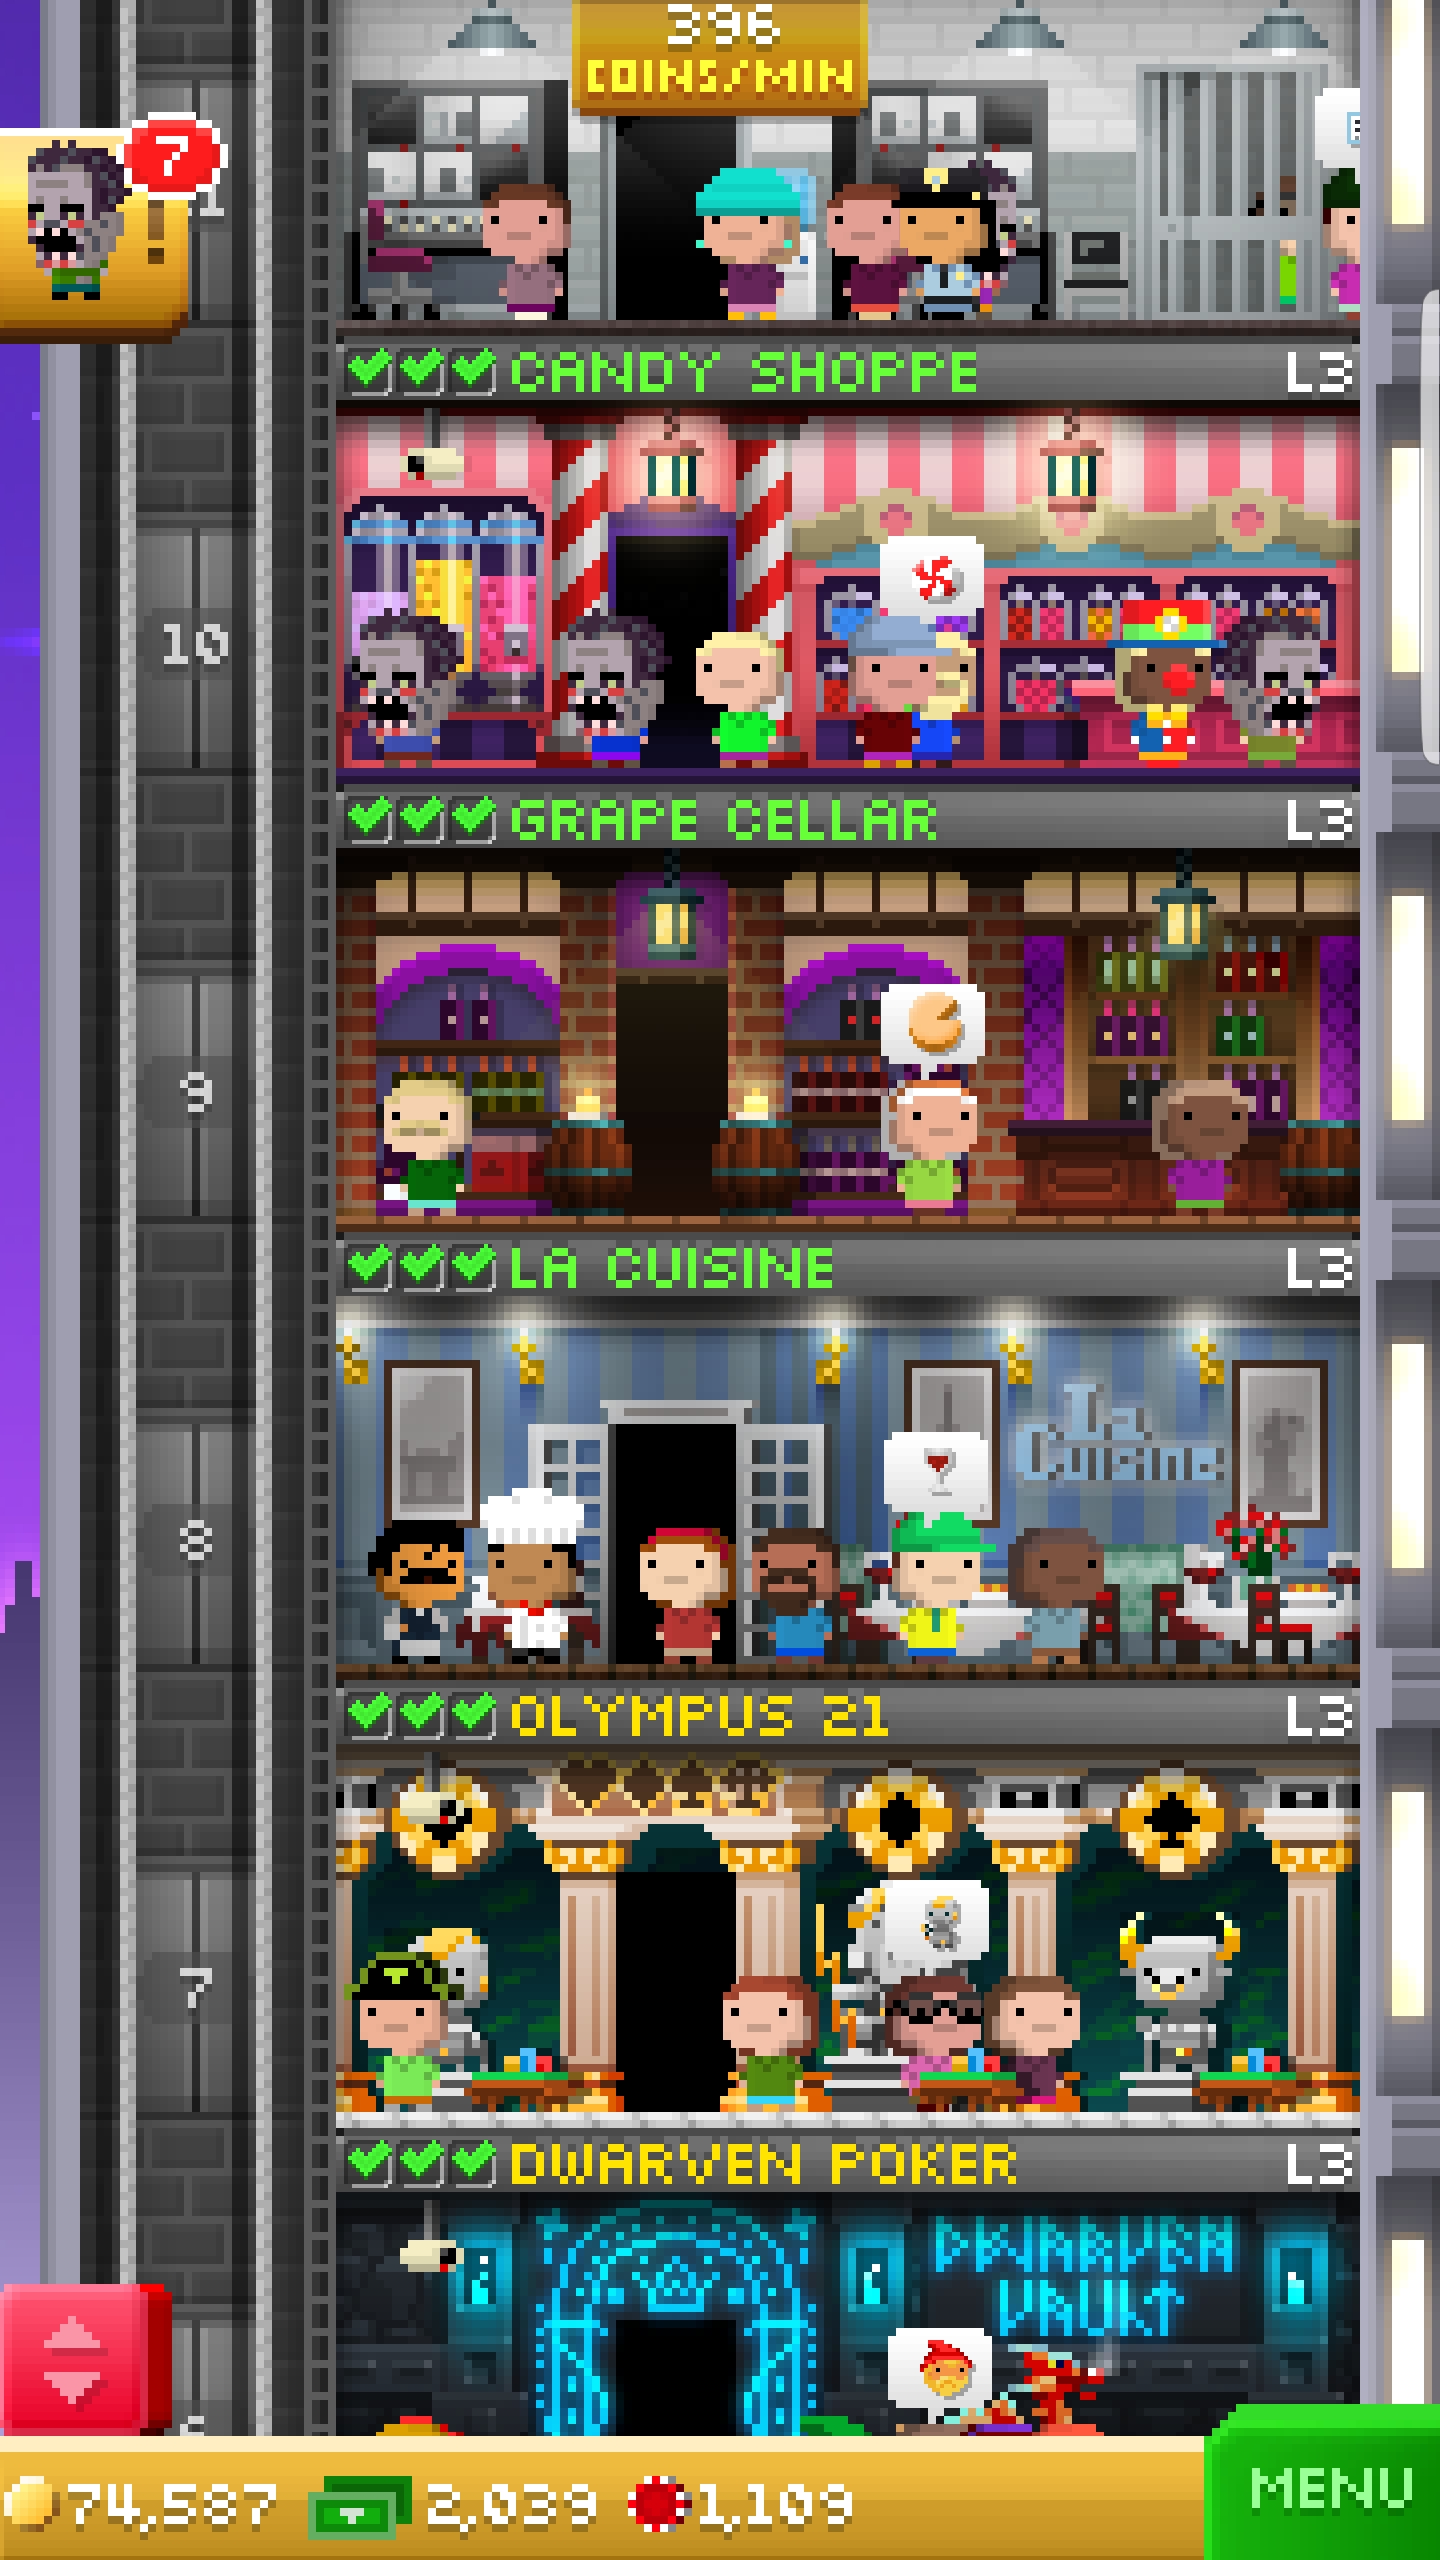 396
COINS/MIN
7
!
CANDY SHOPPE L3
10
GRAPE CELLAR L3
9
LA CUISINE L3
La
Cuisine
8
OLYMPUS 21 L3
7
DWARVEN POKER L3
DWARVEN
VAULT
74,587 2,039 1,109
MENU